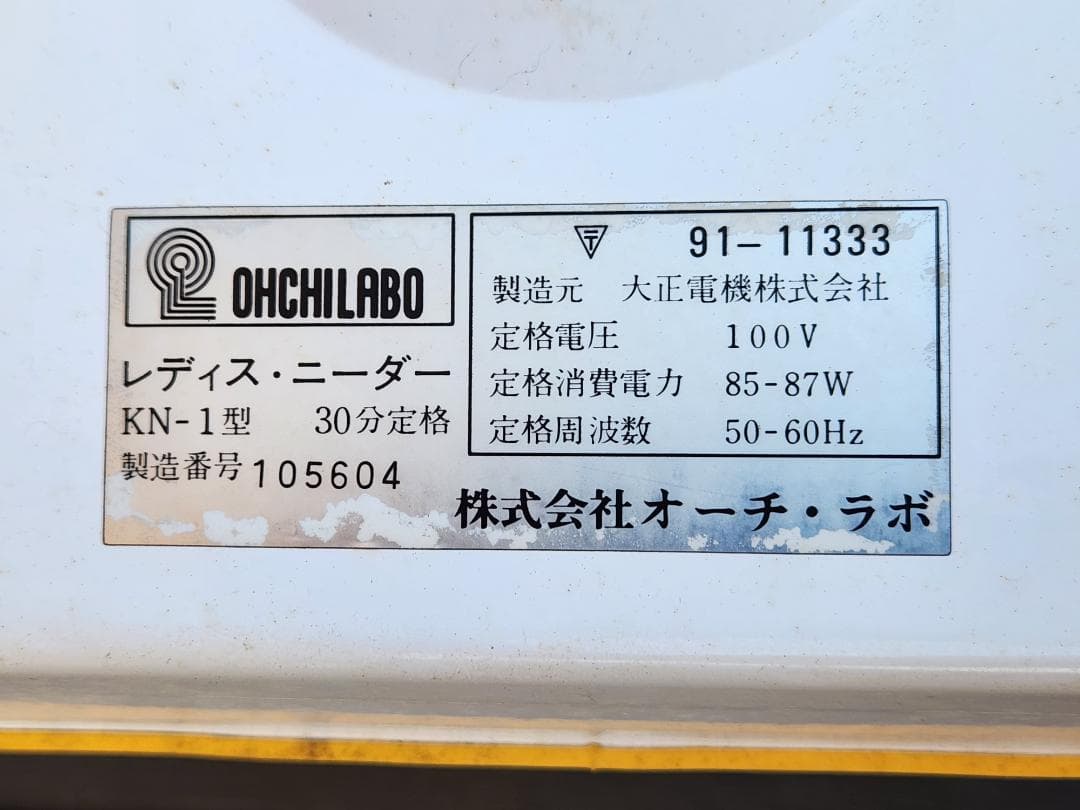 OHCHILABO
レディス・ニーダー
KN-1型 30分定格
製造番号 105604
〒 91-11333
製造元 大正電機株式会社
定格電圧 100V
定格消費電力 85-87W
定格周波数 50-60Hz
株式会社オーチ・ラボ